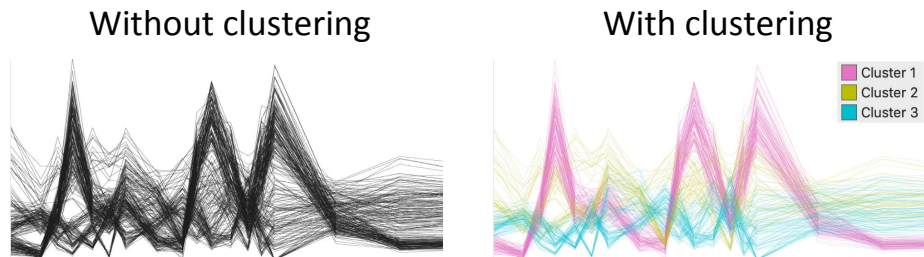 Without clustering
With clustering
Cluster 1
Cluster 2
Cluster 3